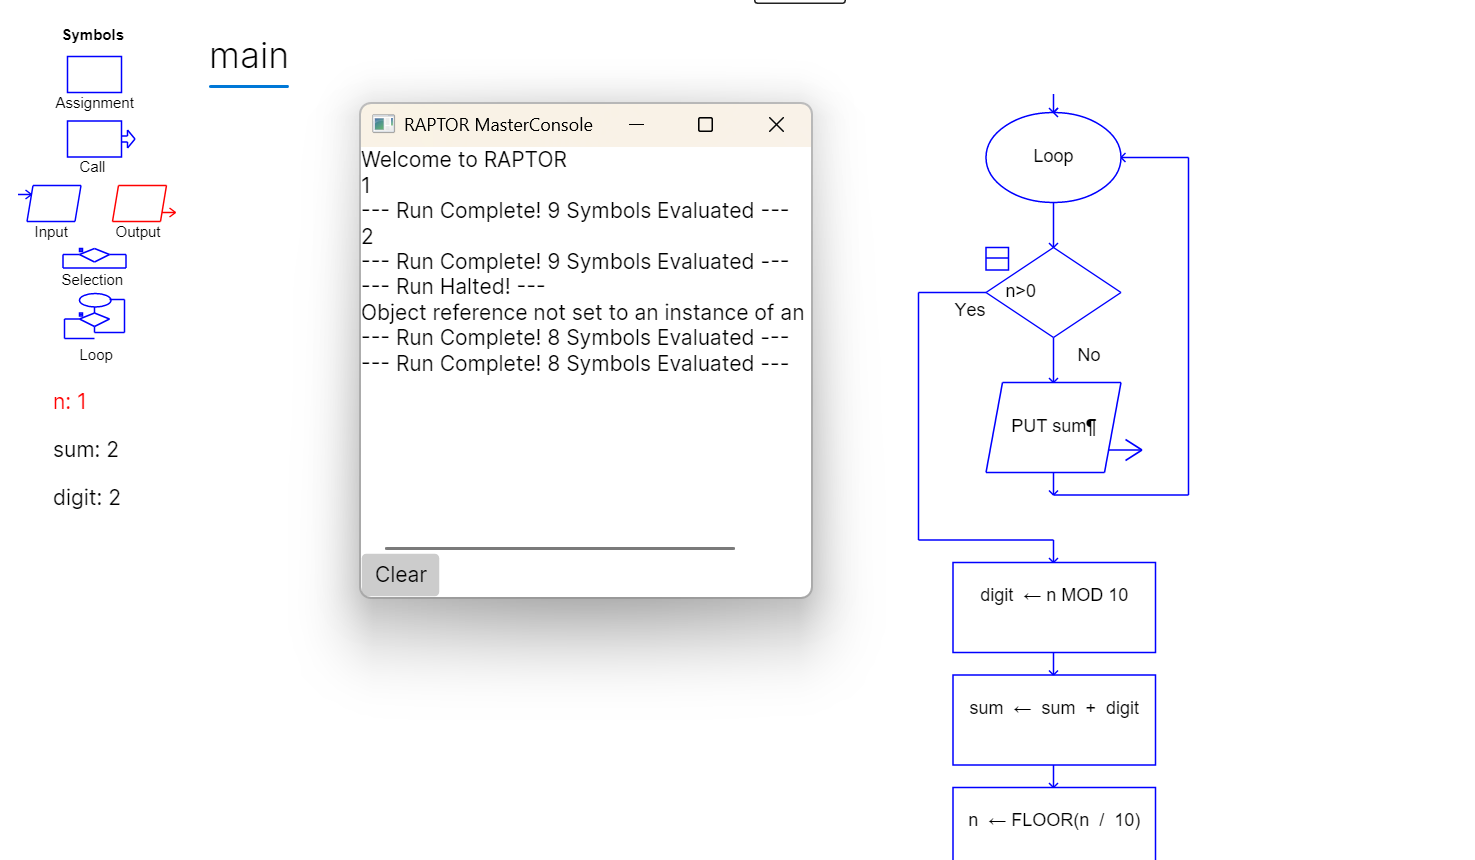 Symbols
Assignment
Call
Input
Output
Selection
Loop
n: 1
sum: 2
digit: 2
main
RAPTOR MasterConsole
Welcome to RAPTOR
1
--- Run Complete! 9 Symbols Evaluated ---
2
--- Run Complete! 9 Symbols Evaluated ---
--- Run Halted! ---
Object reference not set to an instance of an
--- Run Complete! 8 Symbols Evaluated ---
--- Run Complete! 8 Symbols Evaluated ---
Clear
Loop
n>0
Yes
No
PUT sum¶
digit ← n MOD 10
sum ← sum + digit
n ← FLOOR(n / 10)